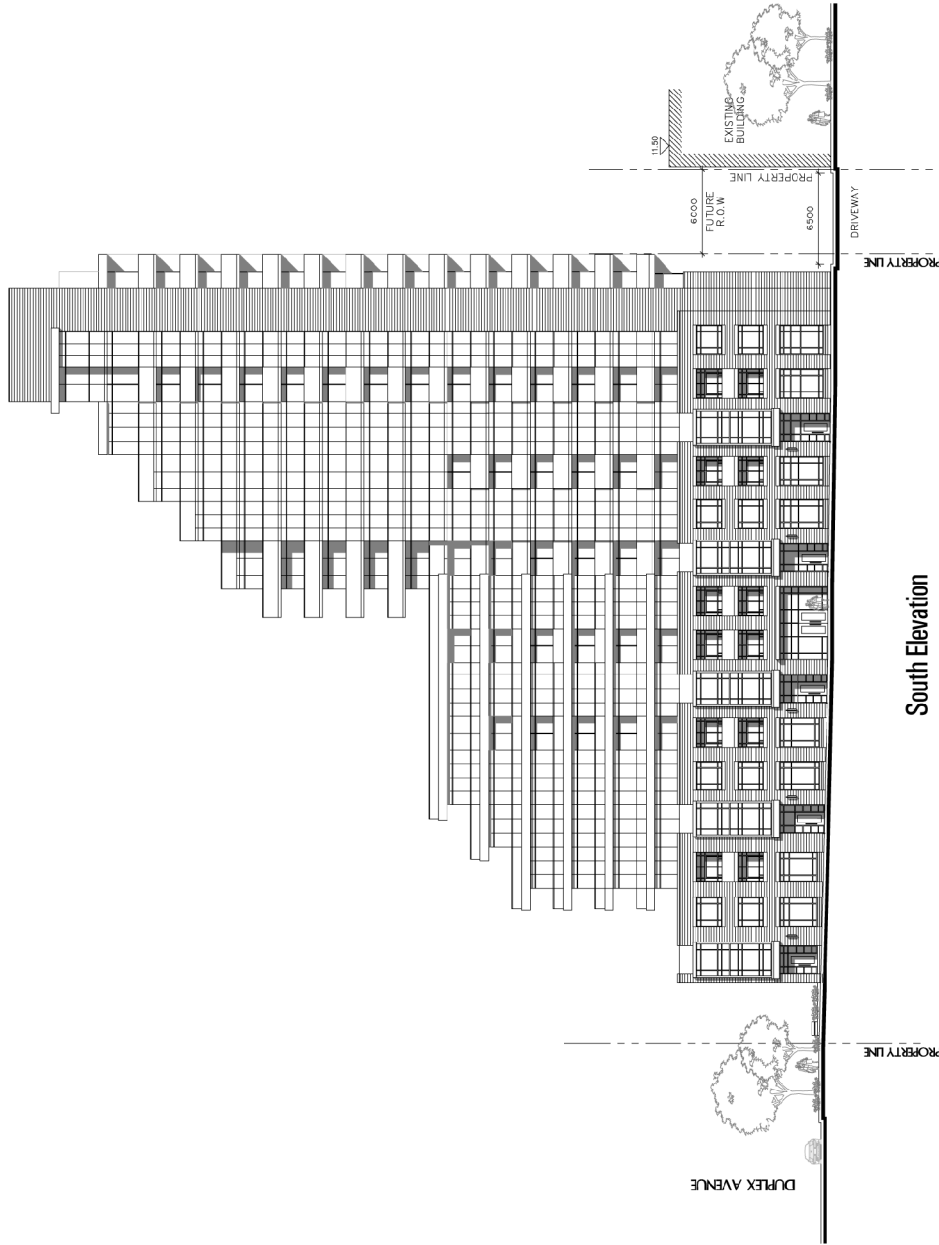 11.50
EXISTING
BUILDING
PROPERTY LINE
6000
FUTURE
R.O.W
6500
DRIVEWAY
PROPERTY LINE
PROPERTY LINE
DUPLEX AVENUE
South Elevation